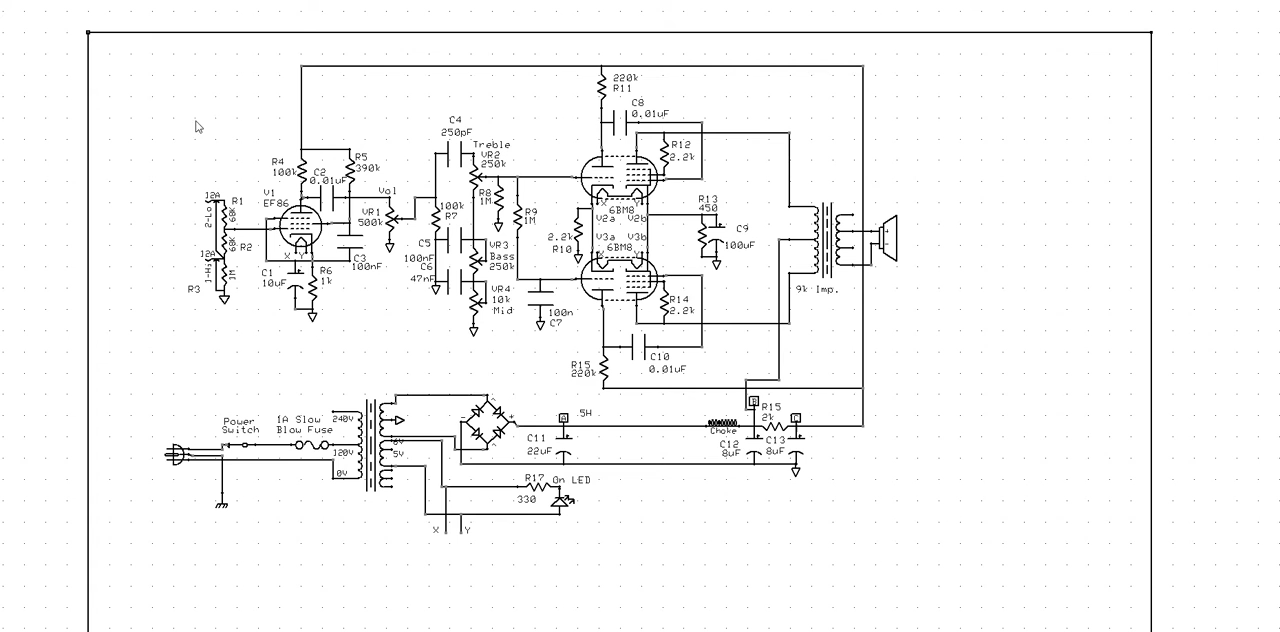 220k
R11
C8
0.01uF
C4
250pF
Treble
VR2
250k
R12
2.2k
R4
100k
R5
390k
C2
0.01uF
V1
EF86
Vol
VR1
500k
100k
R7
R8
1M
R9
1M
12A
R1
68K
2-Lo
68K
R2
12A
1-Hi
1M
R3
X Y
C1
10uF
R6
1k
C3
100nF
C5
100nF
C6
47nF
VR3
Bass
250k
VR4
10k
Mid
100n
C7
X Y
6BM8
V2a V2b
2.2k
R10
V3a V3b
6BM8
X Y
R13
450
C9
100uF
R14
2.2k
9k Imp.
C10
0.01uF
R15
220k
Power
Switch
1A Slow
Blow Fuse
240V
120V
0V
6V
5V
- +
A
.5H
Choke
B
R15
2k
C
C11
22uF
C12
8uF
C13
8uF
R17
330
On LED
X Y